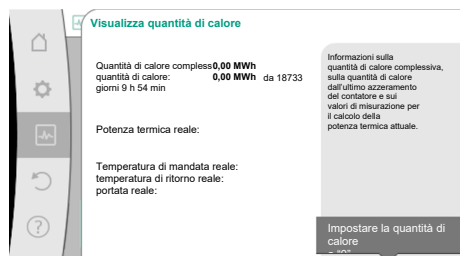 Visualizza quantità di calore
Quantità di calore compless0,00 MWh
quantità di calore: 0,00 MWh da 18733
giorni 9 h 54 min
Potenza termica reale:
Temperatura di mandata reale:
temperatura di ritorno reale:
portata reale:
Informazioni sulla
quantità di calore complessiva,
sulla quantità di calore
dall'ultimo azzeramento
del contatore e sui
valori di misurazione per
il calcolo della
potenza termica attuale.
Impostare la quantità di
calore
a "0"
?